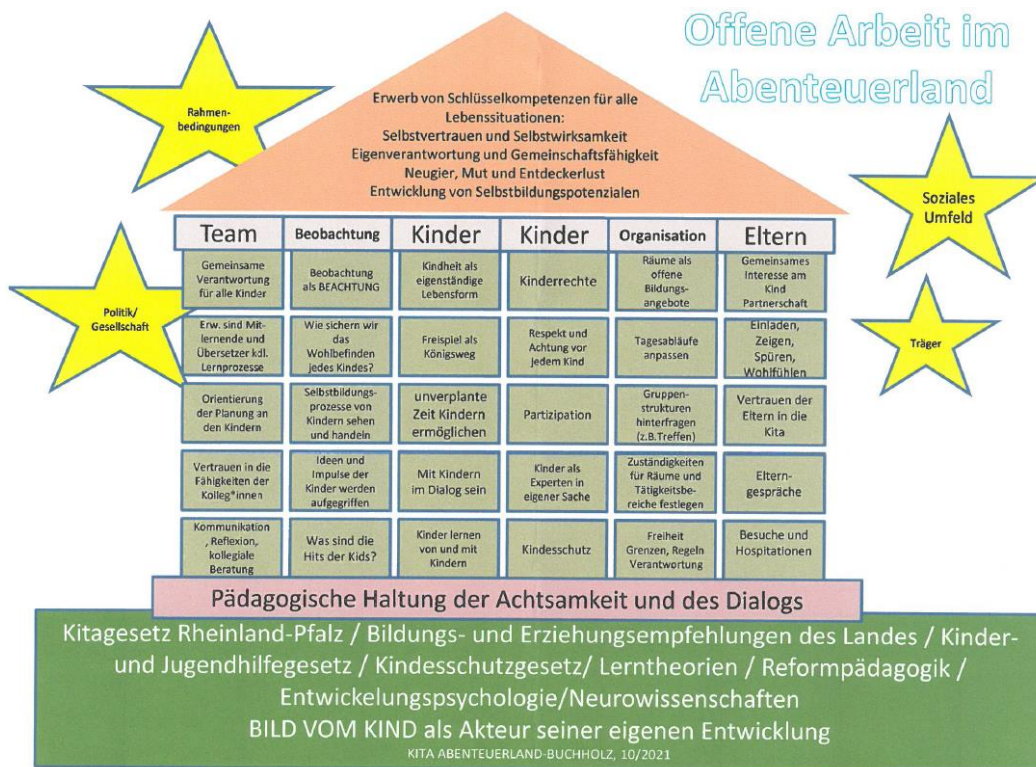 Offene Arbeit im
Abenteuerland
Rahmen-
bedingungen
Erwerb von Schlüsselkompetenzen für alle
Lebenssituationen:
Selbstvertrauen und Selbstwirksamkeit
Eigenverantwortung und Gemeinschaftsfähigkeit
Neugier, Mut und Entdeckerlust
Entwicklung von Selbstbildungspotenzialen
Soziales
Umfeld
Politik/
Gesellschaft
Träger
Team
Gemeinsame
Verantwortung
für alle Kinder
Erw. sind Mit-
lernende und
Übersetzer kdl.
Lernprozesse
Orientierung
der Planung an
den Kindern
Vertrauen in die
Fähigkeiten der
Kolleg*innen
Kommunikation
, Reflexion,
kollegiale
Beratung
Beobachtung
Beobachtung
als BEACHTUNG
Wie sichern wir
das
Wohlbefinden
jedes Kindes?
Selbstbildungs-
prozesse von
Kindern sehen
und handeln
Ideen und
Impulse der
Kinder werden
aufgegriffen
Was sind die
Hits der Kids?
Kinder
Kindheit als
eigenständige
Lebensform
Freispiel als
Königsweg
unverplante
Zeit Kindern
ermöglichen
Mit Kindern
im Dialog sein
Kinder lernen
von und mit
Kindern
Kinder
Kinderrechte
Respekt und
Achtung vor
jedem Kind
Partizipation
Kinder als
Experten in
eigener Sache
Kindesschutz
Organisation
Räume als
offene
Bildungs-
angebote
Tagesabläufe
anpassen
Gruppen-
strukturen
hinterfragen
(z.B.Treffen)
Zuständigkeiten
für Räume und
Tätigkeitsbe-
reiche festlegen
Freiheit
Grenzen, Regeln
Verantwortung
Eltern
Gemeinsames
Interesse am
Kind
Partnerschaft
Einladen,
Zeigen,
Spüren,
Wohlfühlen
Vertrauen der
Eltern in die
Kita
Eltern-
gespräche
Besuche und
Hospitationen
Pädagogische Haltung der Achtsamkeit und des Dialogs
Kitagesetz Rheinland-Pfalz / Bildungs- und Erziehungsempfehlungen des Landes / Kinder-
und Jugendhilfegesetz / Kindesschutzgesetz/ Lerntheorien / Reformpädagogik /
Entwickelungspsychologie/Neurowissenschaften
BILD VOM KIND als Akteur seiner eigenen Entwicklung
KITA ABENTEUERLAND-BUCHHOLZ, 10/2021